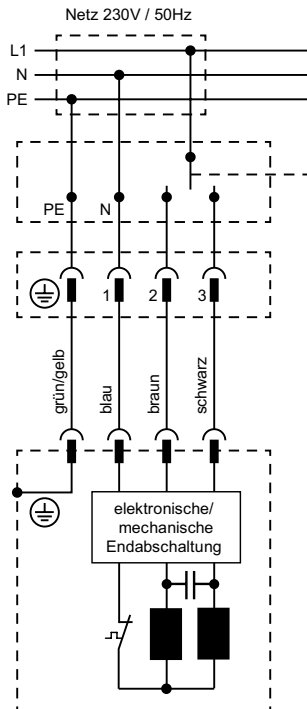 Netz 230V / 50Hz
L1
N
PE
PE N
1 2 3
grün/gelb
blau
braun
schwarz
elektronische/
mechanische
Endabschaltung